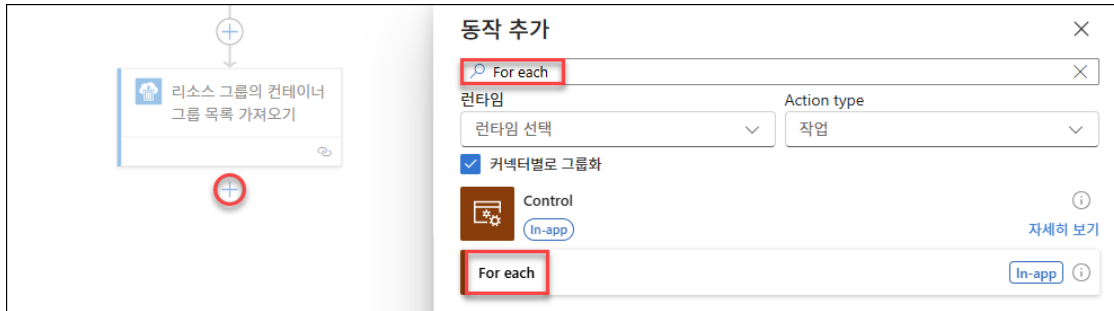 리소스 그룹의 컨테이너
그룹 목록 가져오기
동작 추가
For each
런타임
Action type
런타임 선택
작업
커넥터별로 그룹화
Control
In-app
자세히 보기
For each
In-app